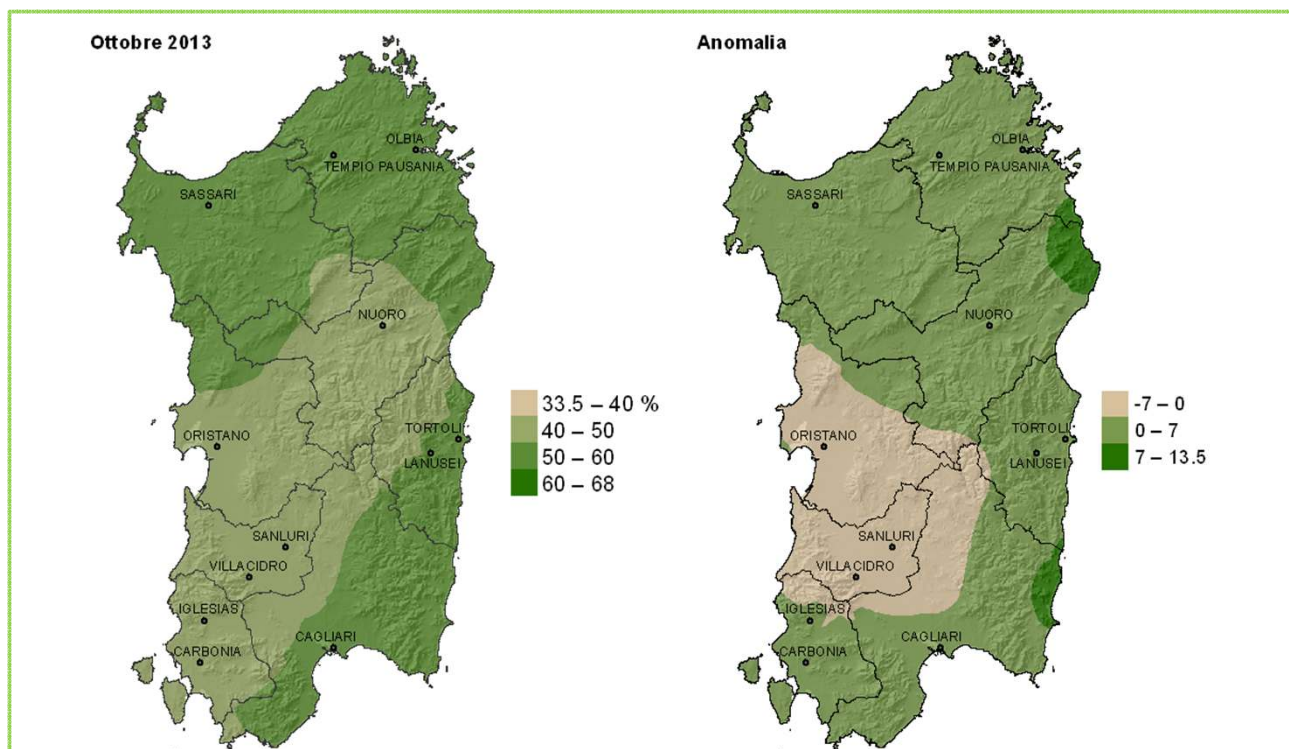 Ottobre 2013
OLBIA
TEMPIO PAUSANIA
SASSARI
NUORO
ORISTANO
TORTOLI
LANUSEI
SANLURI
VILLACIDRO
IGLESIAS
CAGLIARI
CARBONIA
33.5 – 40 %
40 – 50
50 – 60
60 – 68
Anomalia
OLBIA
TEMPIO PAUSANIA
SASSARI
NUORO
ORISTANO
TORTOLI
LANUSEI
SANLURI
VILLACIDRO
IGLESIAS
CAGLIARI
CARBONIA
-7 – 0
0 – 7
7 – 13.5